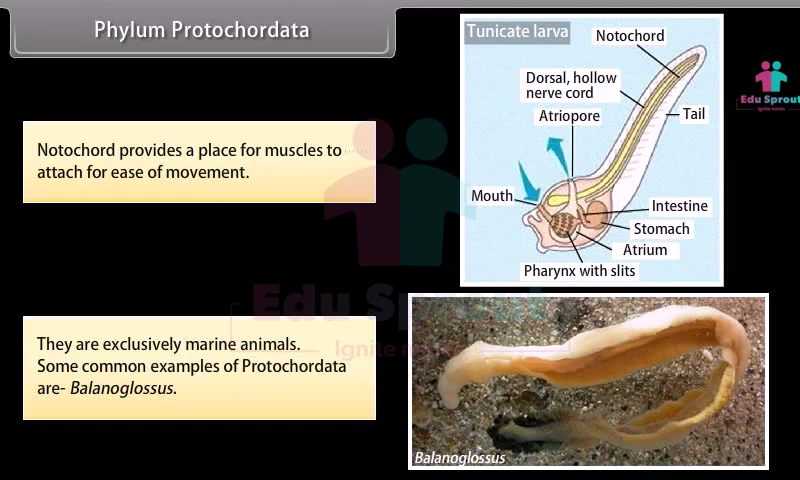 Phylum Protochordata
Notochord provides a place for muscles to
attach for ease of movement.
They are exclusively marine animals.
Some common examples of Protochordata
are- Balanoglossus.
Tunicate larva
Notochord
Dorsal, hollow
nerve cord
Atriopore
Tail
Mouth
Intestine
Stomach
Atrium
Pharynx with slits
Balanoglossus
Edu Sprout
Ignite minds
Edu Sprout